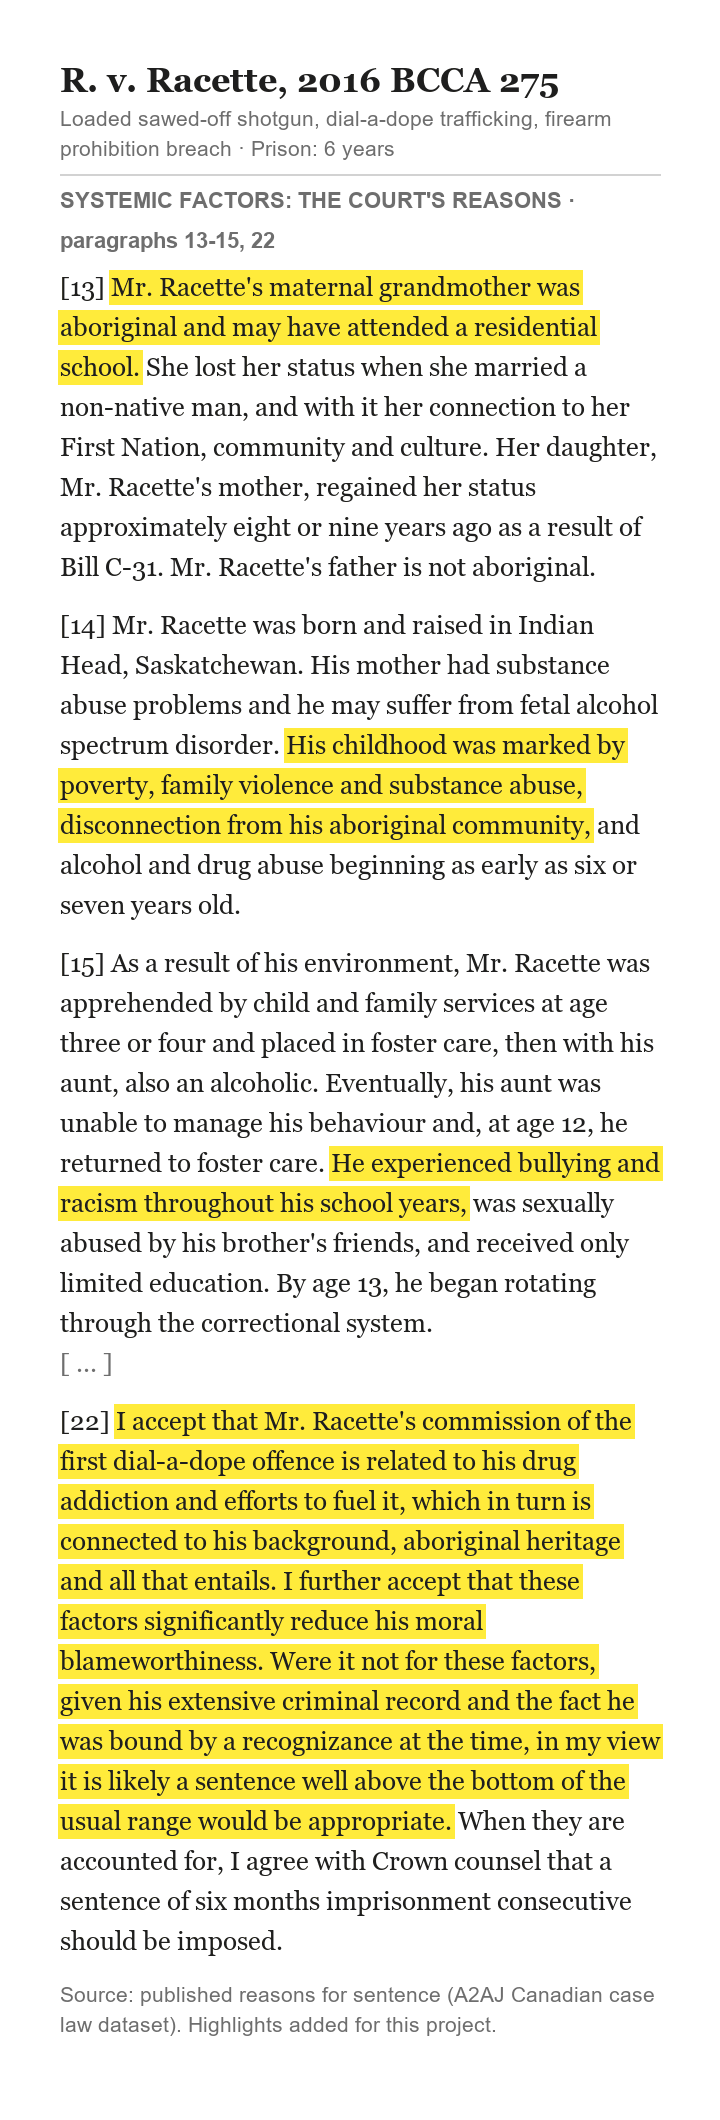 R. v. Racette, 2016 BCCA 275
Loaded sawed-off shotgun, dial-a-dope trafficking, firearm
prohibition breach · Prison: 6 years
SYSTEMIC FACTORS: THE COURT'S REASONS ·
paragraphs 13-15, 22
[13] Mr. Racette's maternal grandmother was
aboriginal and may have attended a residential
school. She lost her status when she married a
non-native man, and with it her connection to her
First Nation, community and culture. Her daughter,
Mr. Racette's mother, regained her status
approximately eight or nine years ago as a result of
Bill C-31. Mr. Racette's father is not aboriginal.
[14] Mr. Racette was born and raised in Indian
Head, Saskatchewan. His mother had substance
abuse problems and he may suffer from fetal alcohol
spectrum disorder. His childhood was marked by
poverty, family violence and substance abuse,
disconnection from his aboriginal community, and
alcohol and drug abuse beginning as early as six or
seven years old.
[15] As a result of his environment, Mr. Racette was
apprehended by child and family services at age
three or four and placed in foster care, then with his
aunt, also an alcoholic. Eventually, his aunt was
unable to manage his behaviour and, at age 12, he
returned to foster care. He experienced bullying and
racism throughout his school years, was sexually
abused by his brother's friends, and received only
limited education. By age 13, he began rotating
through the correctional system.
[ ... ]
[22] I accept that Mr. Racette's commission of the
first dial-a-dope offence is related to his drug
addiction and efforts to fuel it, which in turn is
connected to his background, aboriginal heritage
and all that entails. I further accept that these
factors significantly reduce his moral
blameworthiness. Were it not for these factors,
given his extensive criminal record and the fact he
was bound by a recognizance at the time, in my view
it is likely a sentence well above the bottom of the
usual range would be appropriate. When they are
accounted for, I agree with Crown counsel that a
sentence of six months imprisonment consecutive
should be imposed.
Source: published reasons for sentence (A2AJ Canadian case
law dataset). Highlights added for this project.